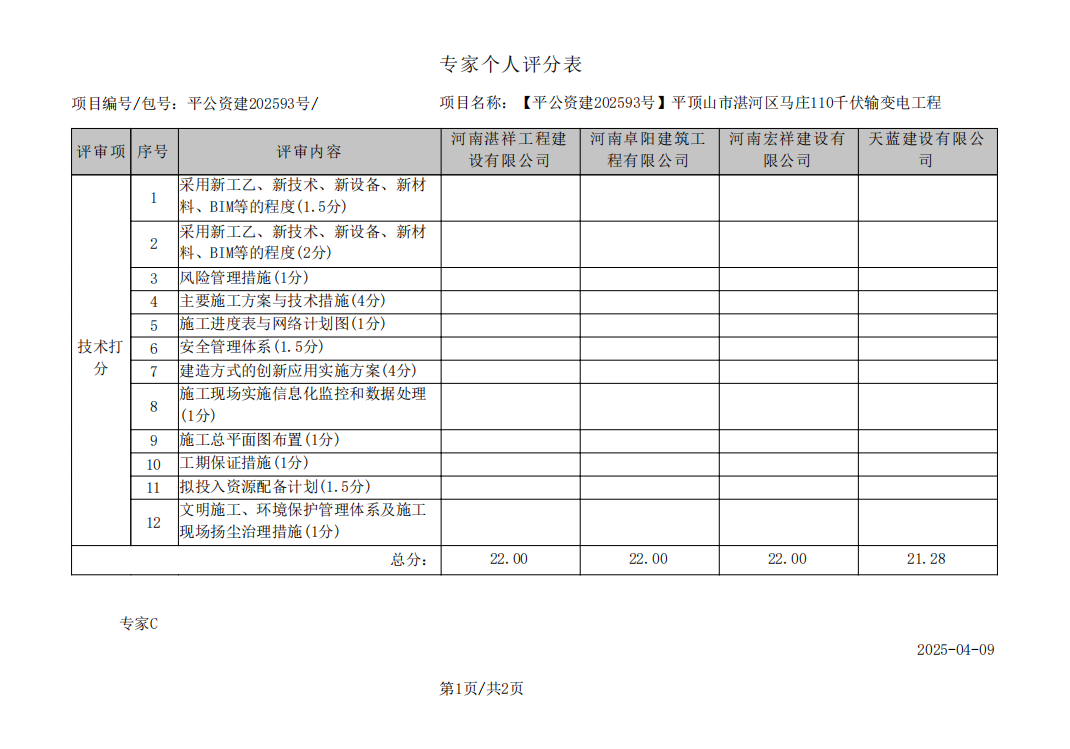 专家个人评分表
项目编号/包号：平公资建202593号/
项目名称：【平公资建202593号】平顶山市湛河区马庄110千伏输变电工程
评审项 序号 评审内容 河南湛祥工程建设有限公司 河南卓阳建筑工程有限公司 河南宏祥建设有限公司 天蓝建设有限公司
技术打分
1 采用新工乙、新技术、新设备、新材
料、BIM等的程度(1.5分)
2 采用新工乙、新技术、新设备、新材
料、BIM等的程度(2分)
3 风险管理措施(1分)
4 主要施工方案与技术措施(4分)
5 施工进度表与网络计划图(1分)
6 安全管理体系(1.5分)
7 建造方式的创新应用实施方案(4分)
8 施工现场实施信息化监控和数据处理
(1分)
9 施工总平面图布置(1分)
10 工期保证措施(1分)
11 拟投入资源配备计划(1.5分)
12 文明施工、环境保护管理体系及施工
现场扬尘治理措施(1分)
总分： 22.00 22.00 22.00 21.28
专家C
2025-04-09
第1页/共2页